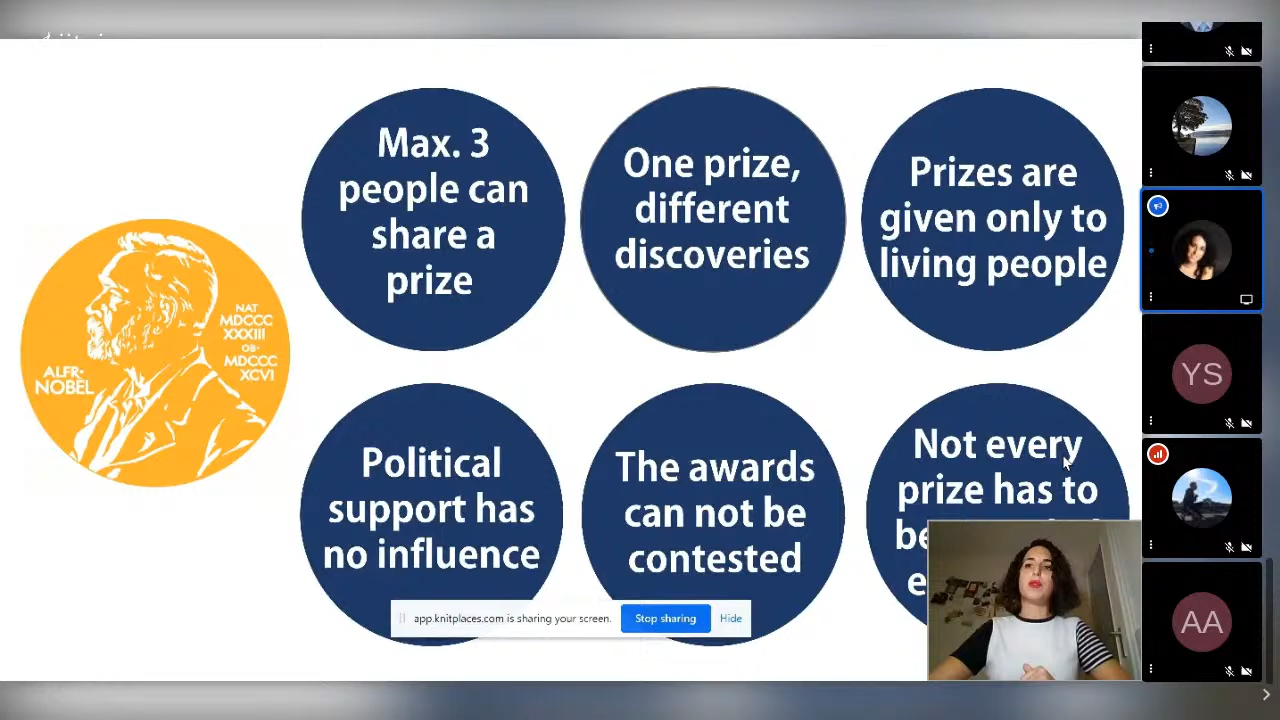 Max. 3
people can
share a
prize
One prize,
different
discoveries
Prizes are
given only to
living people
NAT
MDCCC
XXXIII
OB·
MDCCC
XCVI
ALFR·
NOBEL
Political
support has
no influence
The awards
can not be
contested
Not every
prize has to
app.knitplaces.com is sharing your screen.
Stop sharing
Hide
YS
AA